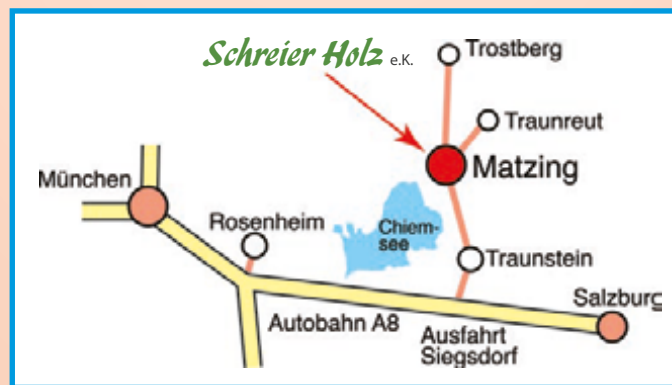 Schreier Holz e.K.
Trostberg
Traunreut
Matzing
München
Rosenheim
Chiem-
see
Traunstein
Salzburg
Autobahn A8
Ausfahrt
Siegsdorf